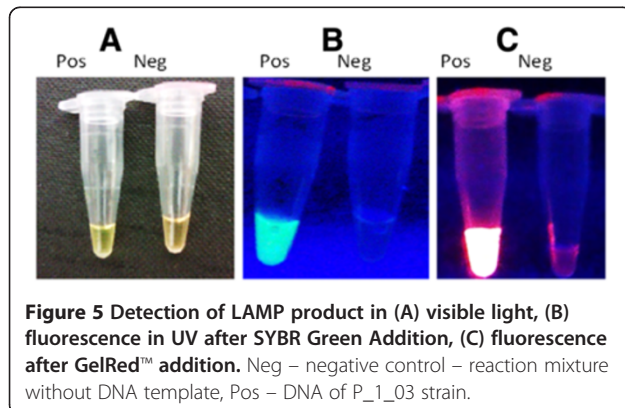 A B C
Pos Neg Pos Neg Pos Neg
Figure 5 Detection of LAMP product in (A) visible light, (B)
fluorescence in UV after SYBR Green Addition, (C) fluorescence
after GelRed™ addition. Neg – negative control – reaction mixture
without DNA template, Pos – DNA of P_1_03 strain.